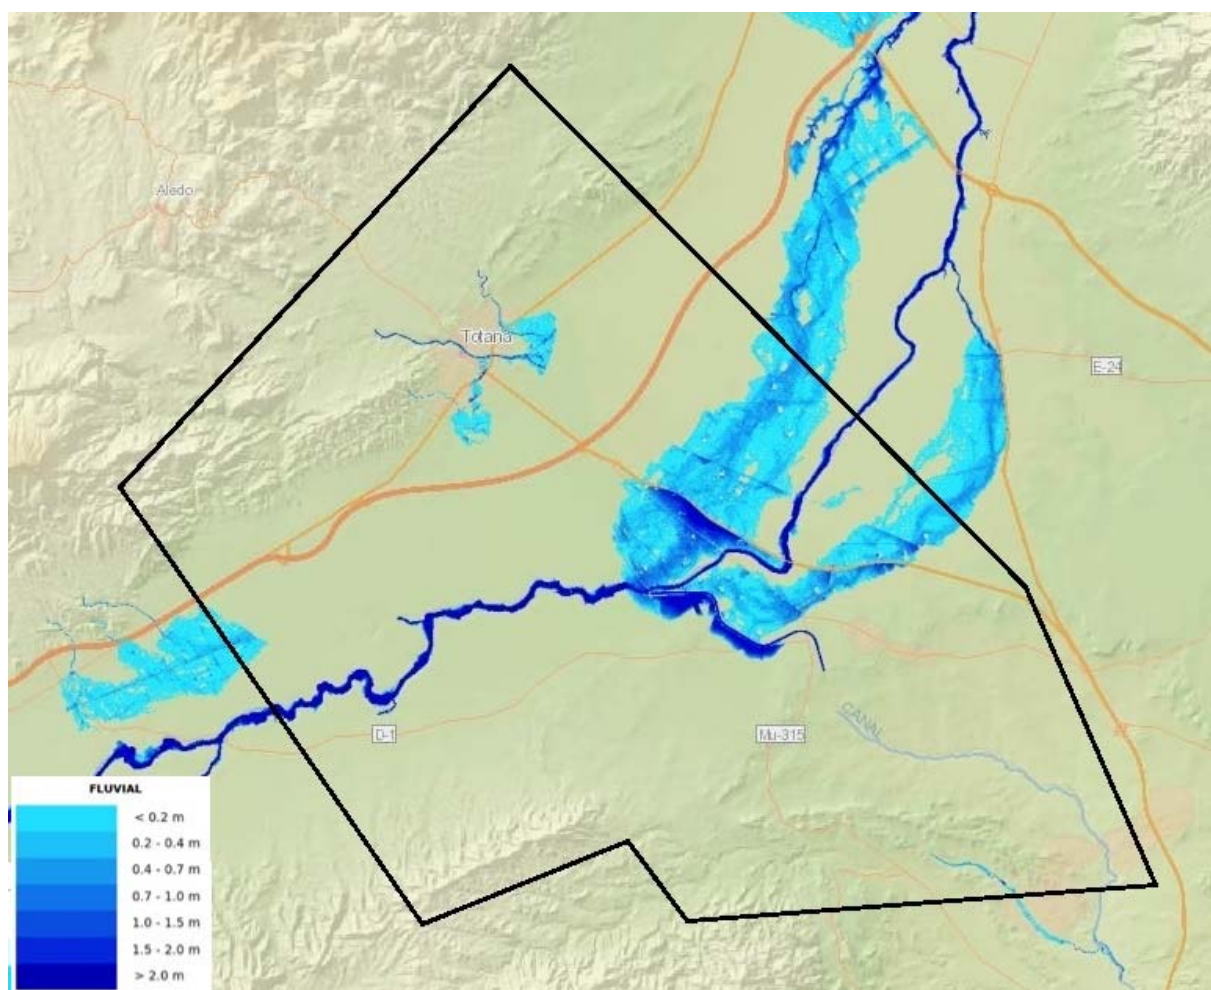 Aledo
Totana
E-24
D-1
Mu-315
CANAL
FLUVIAL
< 0.2 m
0.2 - 0.4 m
0.4 - 0.7 m
0.7 - 1.0 m
1.0 - 1.5 m
1.5 - 2.0 m
> 2.0 m